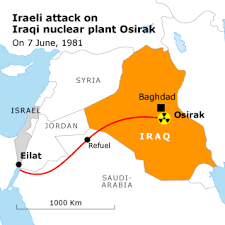 Israeli attack on
Iraqi nuclear plant Osirak
On 7 June, 1981
SYRIA
Baghdad
ISRAEL
Osirak
JORDAN
IRAQ
Refuel
Eilat
SAUDI-
ARABIA
1000 Km